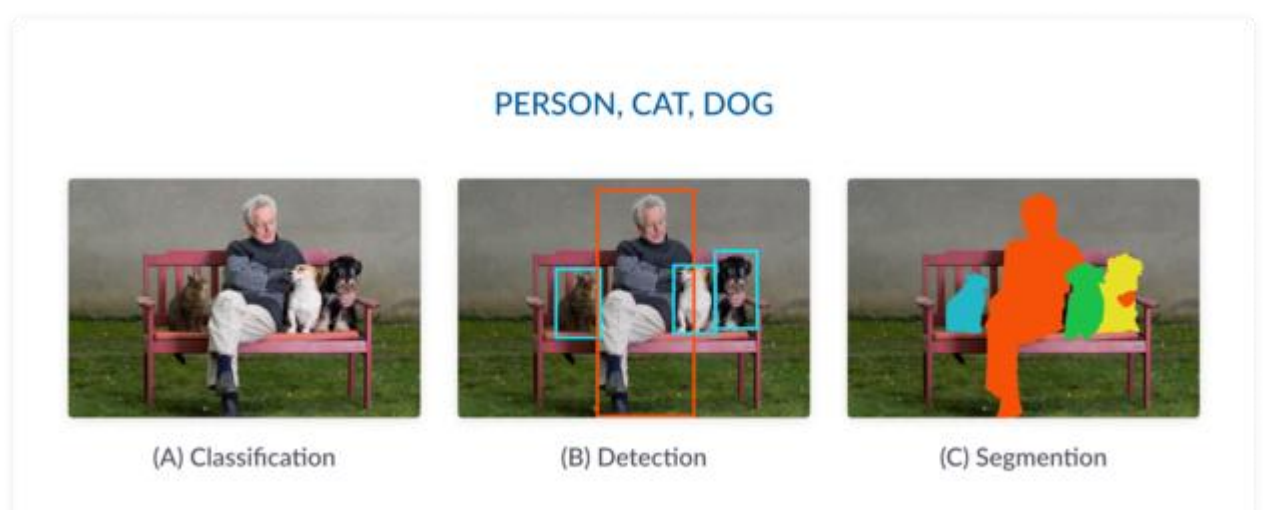 PERSON, CAT, DOG
(A) Classification
(B) Detection
(C) Segmention